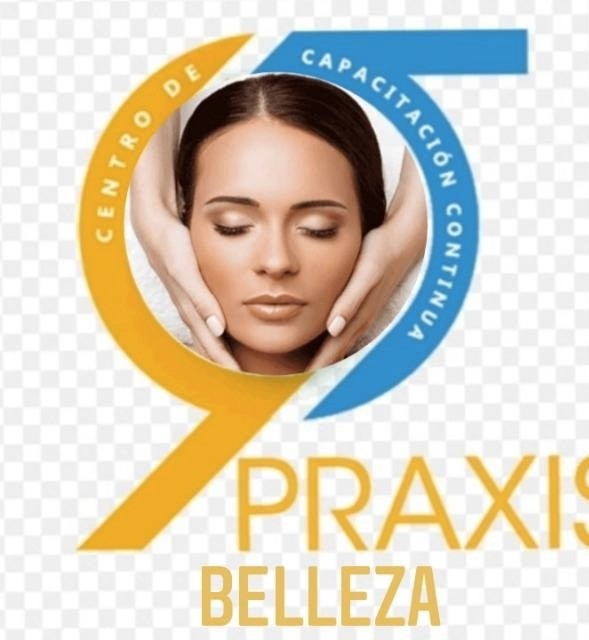 CENTRO DE
CAPACITACIÓN CONTINUA
PRAXIS
BELLEZA